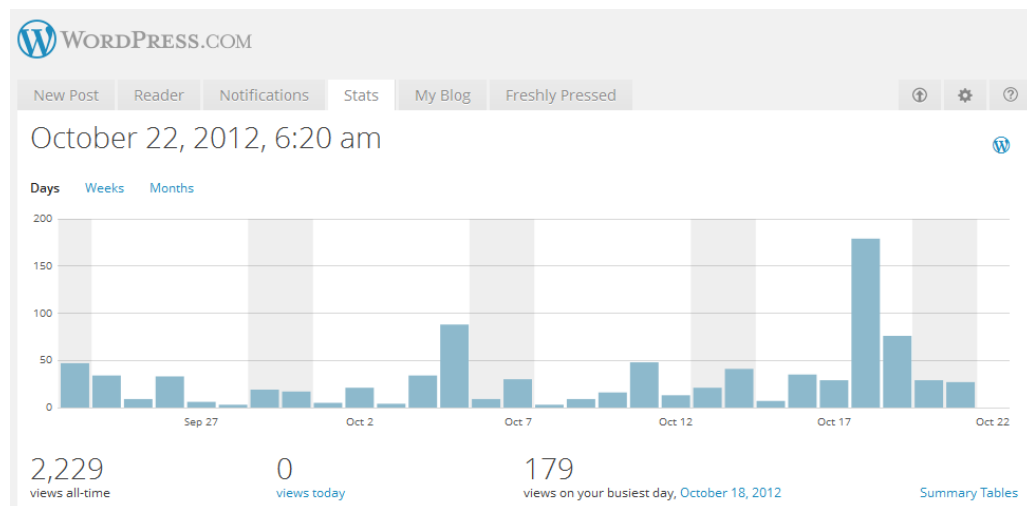 WORDPRESS.COM
New Post Reader Notifications Stats My Blog Freshly Pressed
October 22, 2012, 6:20 am
Days Weeks Months
200
150
100
50
0
Sep 27 Oct 2 Oct 7 Oct 12 Oct 17 Oct 22
2,229 0 179
views all-time views today views on your busiest day, October 18, 2012 Summary Tables